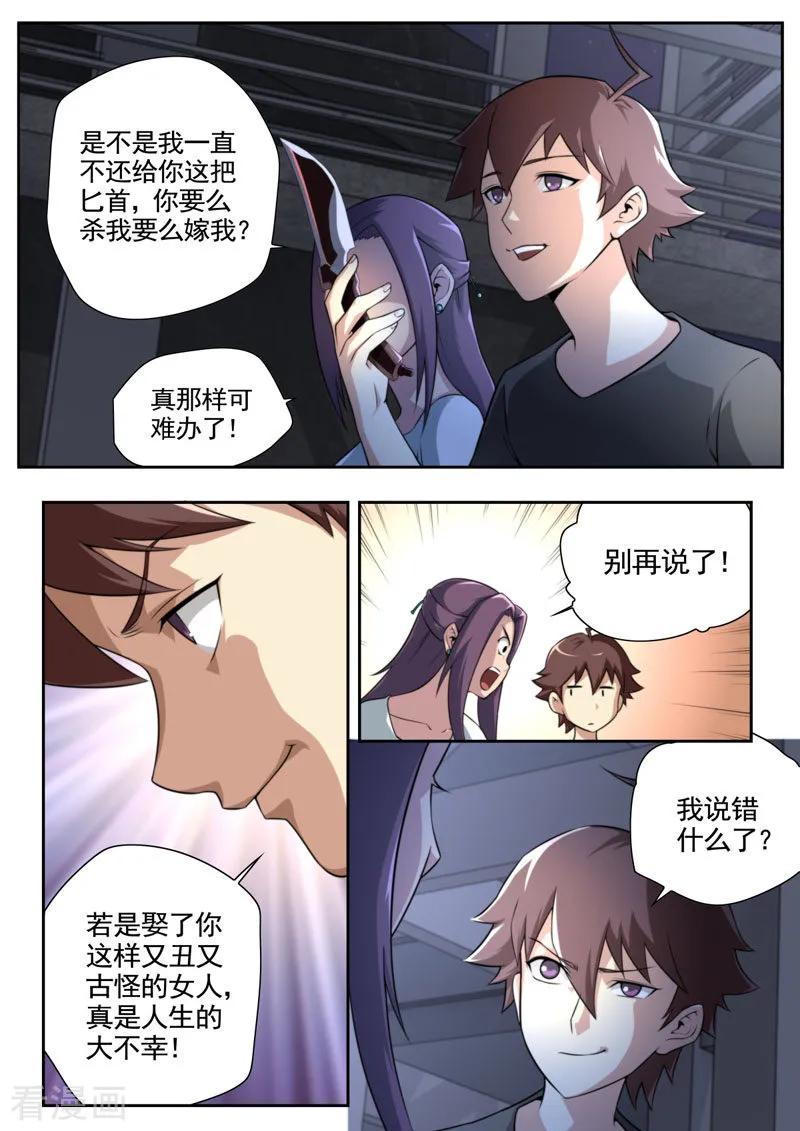 是不是我一直
不还给你这把
匕首，你要么
杀我要么嫁我？
真那样可
难办了！
别再说了！
若是娶了你
这样又丑又
古怪的女人，
真是人生的
大不幸！
我说错
什么了？
看漫画